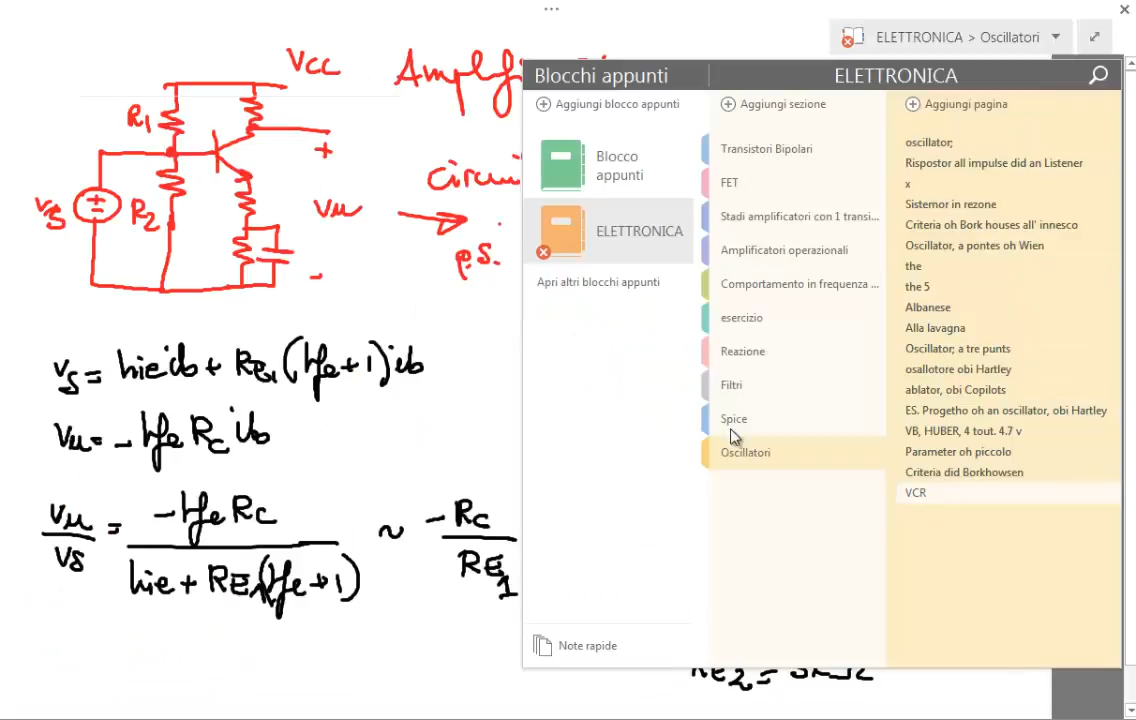 ELETTRONICA > Oscillatori
Blocchi appunti
ELETTRONICA
Aggiungi blocco appunti
Aggiungi sezione
Aggiungi pagina
Blocco
appunti
ELETTRONICA
Apri altri blocchi appunti
Note rapide
Transistori Bipolari
FET
Stadi amplificatori con 1 transi...
Amplificatori operazionali
Comportamento in frequenza ...
esercizio
Reazione
Filtri
Spice
Oscillatori
oscillator;
Rispostor all impulse did an Listener
x
Sistemor in rezone
Criteria oh Bork houses all' innesco
Oscillator, a pontes oh Wien
the
the 5
Albanese
Alla lavagna
Oscillator; a tre punts
osallotore obi Hartley
ablator, obi Copilots
ES. Progetho oh an oscillator, obi Hartley
VB, HUBER, 4 tout. 4.7 v
Parameter oh piccolo
Criteria did Borkhowsen
VCR
Vcc
R1
+
vs
R2
vu
-
circui
p.s.
vs = hie ib + RE1 (hfe+1) ib
vu = - hfe Rc ib
vu/vs = -hfe Rc / hie + RE1(hfe+1) ~ -Rc / RE1